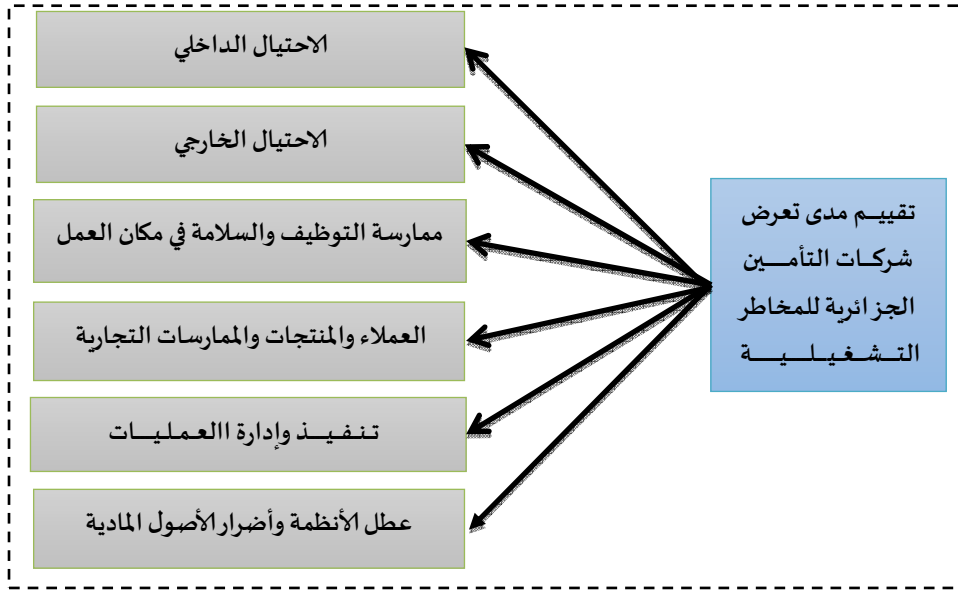 الاحتيال الداخلي
الاحتيال الخارجي
ممارسة التوظيف والسلامة في مكان العمل
العملاء والمنتجات والممارسات التجارية
تنفيذ وإدارة االعمليات
عطل الأنظمة وأضرار الأصول المادية
تقييم مدى تعرض
شركات التأمين
الجزائرية للمخاطر
التشغيلية